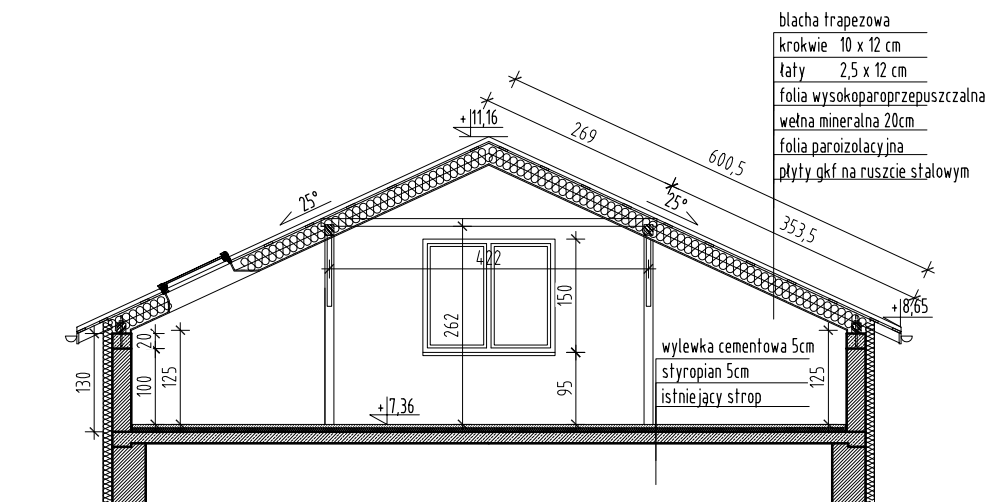 blacha trapezowa
krokwie 10 x 12 cm
łaty 2,5 x 12 cm
folia wysokoparoprzepuszczalna
wełna mineralna 20cm
folia paroizolacyjna
płyty gkf na ruszcie stalowym
+11,16
269
600,5
25°
25°
353,5
422
150
+8,65
262
20
130
100
125
95
wylewka cementowa 5cm
styropian 5cm
istniejący strop
125
+7,36